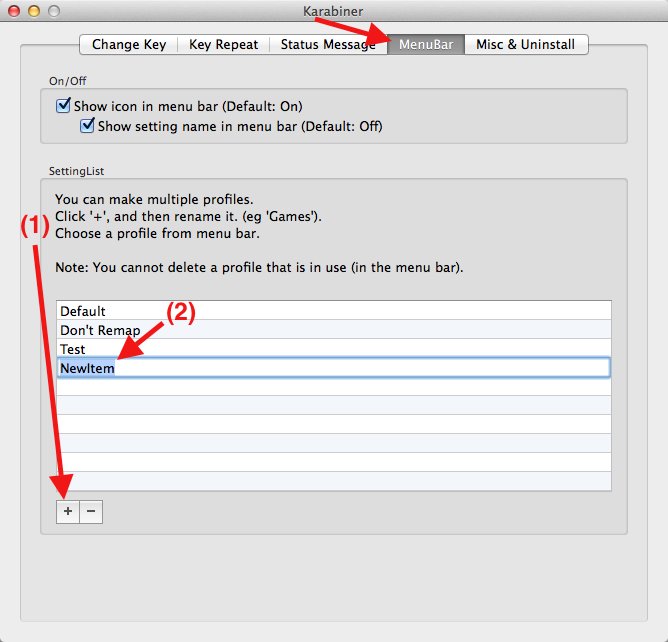 Karabiner
Change Key Key Repeat Status Message MenuBar Misc & Uninstall
On/Off
Show icon in menu bar (Default: On)
Show setting name in menu bar (Default: Off)
SettingList
You can make multiple profiles.
(1)
Click '+', and then rename it. (eg 'Games').
Choose a profile from menu bar.
Note: You cannot delete a profile that is in use (in the menu bar).
Default
(2)
Don't Remap
Test
NewItem
+ −